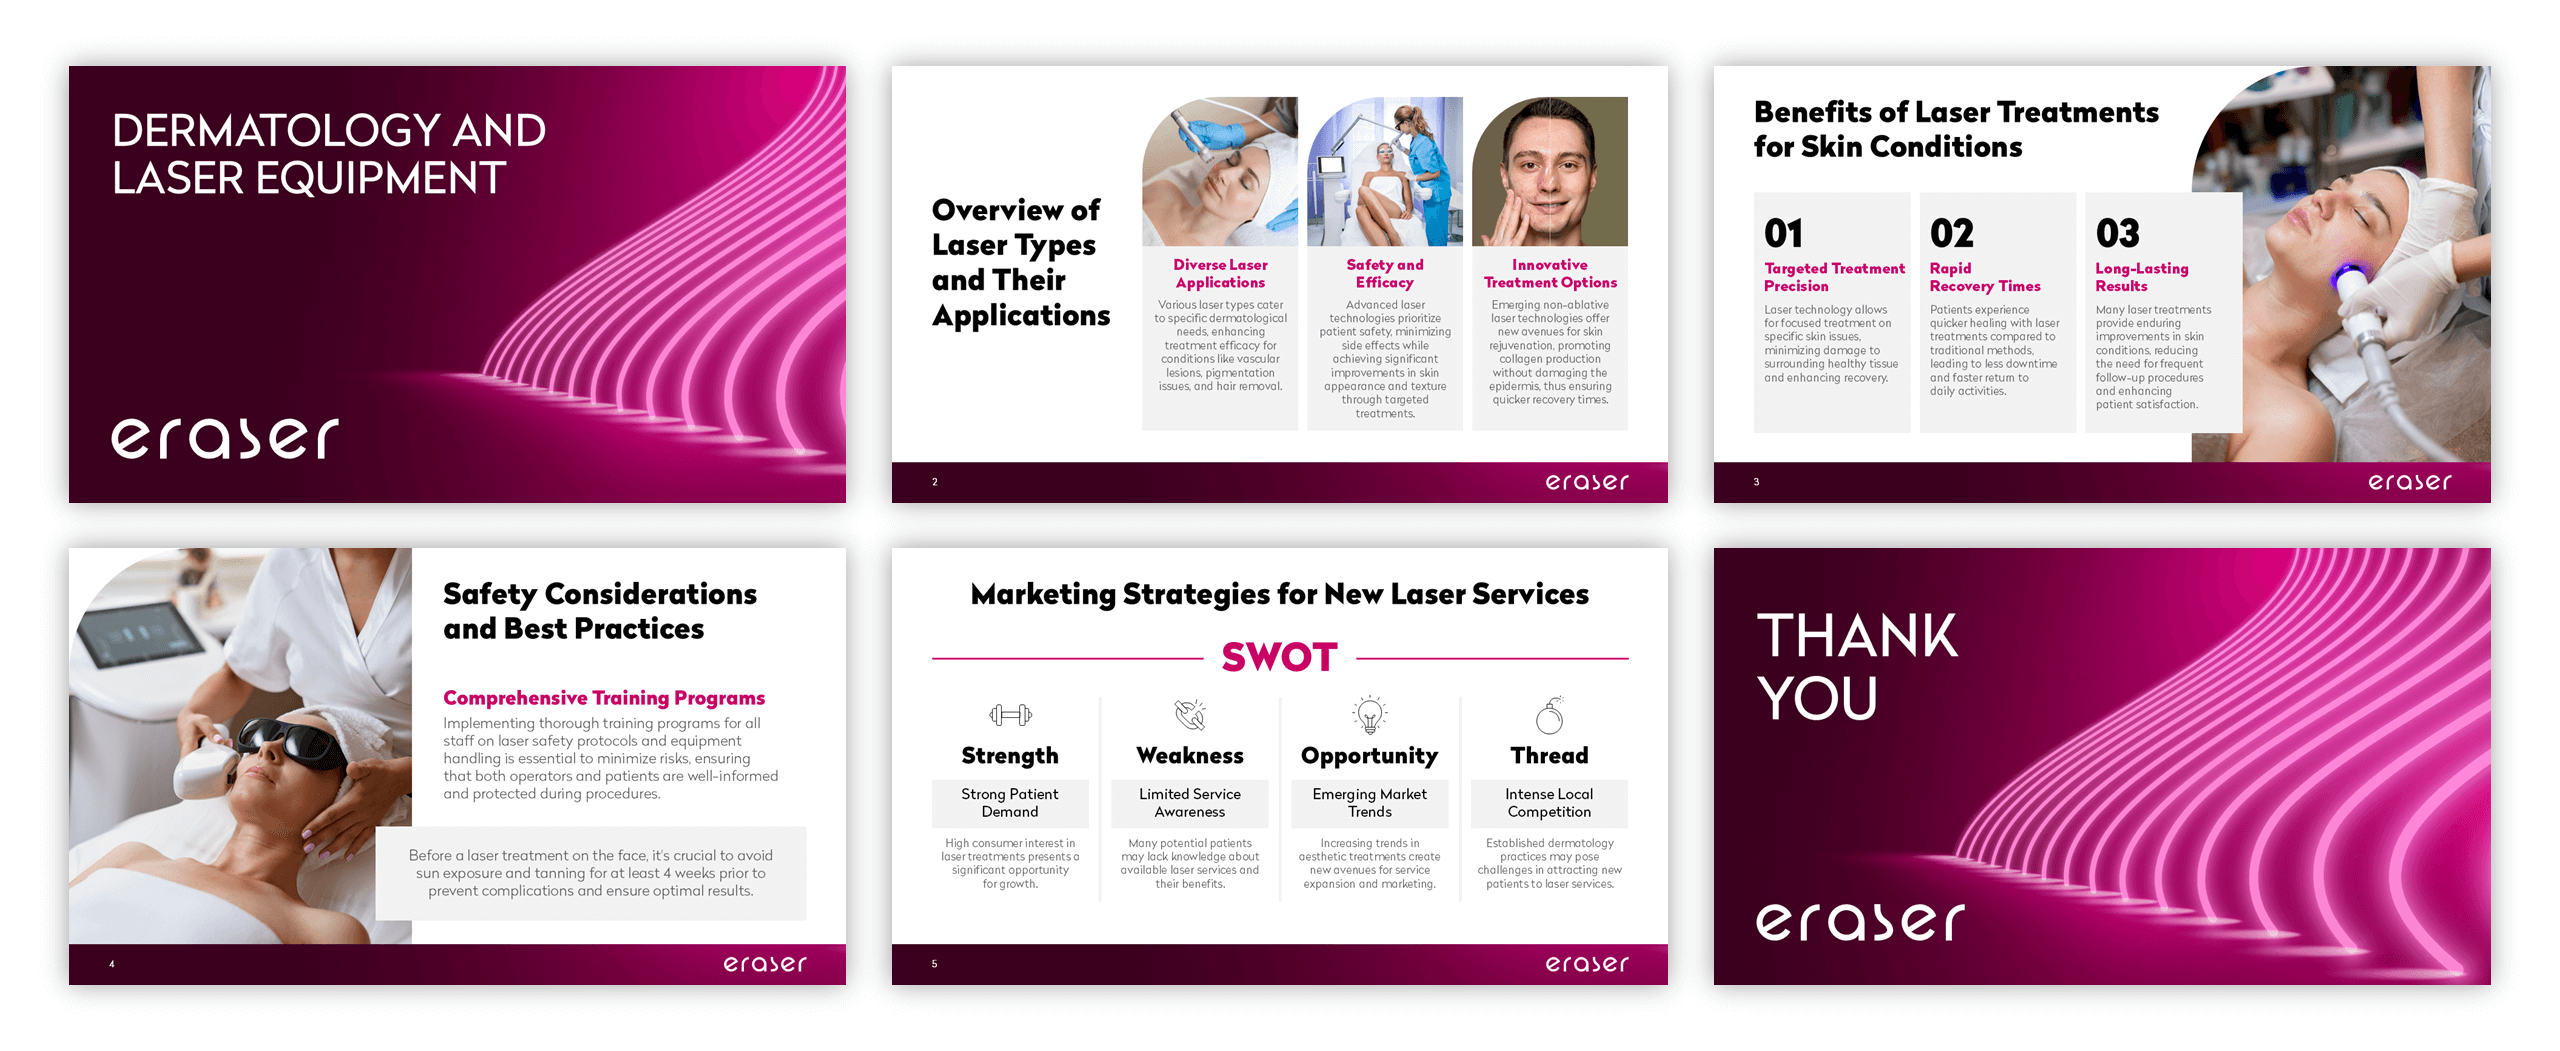 DERMATOLOGY AND
LASER EQUIPMENT
eraser
Overview of
Laser Types
and Their
Applications
Diverse Laser
Applications
Various laser types cater
to specific dermatological
needs, enhancing
treatment efficacy for
conditions like vascular
lesions, pigmentation
issues, and hair removal.
Safety and
Efficacy
Advanced laser
technologies prioritize
patient safety, minimizing
side effects while
achieving significant
improvements in skin
appearance and texture
through targeted
treatments.
Innovative
Treatment Options
Emerging non-ablative
laser technologies offer
new avenues for skin
rejuvenation, promoting
collagen production
without damaging the
epidermis, thus ensuring
quicker recovery times.
2
eraser
Benefits of Laser Treatments
for Skin Conditions
01
Targeted Treatment
Precision
Laser technology allows
for focused treatment on
specific skin issues,
minimizing damage to
surrounding healthy tissue
and enhancing recovery.
02
Rapid
Recovery Times
Patients experience
quicker healing with laser
treatments compared to
traditional methods,
leading to less downtime
and faster return to
daily activities.
03
Long-Lasting
Results
Many laser treatments
provide enduring
improvements in skin
conditions, reducing
the need for frequent
follow-up procedures
and enhancing
patient satisfaction.
3
eraser
Safety Considerations
and Best Practices
Comprehensive Training Programs
Implementing thorough training programs for all
staff on laser safety protocols and equipment
handling is essential to minimize risks, ensuring
that both operators and patients are well-informed
and protected during procedures.
Before a laser treatment on the face, it's crucial to avoid
sun exposure and tanning for at least 4 weeks prior to
prevent complications and ensure optimal results.
4
eraser
Marketing Strategies for New Laser Services
SWOT
Strength
Strong Patient
Demand
High consumer interest in
laser treatments presents a
significant opportunity
for growth.
Weakness
Limited Service
Awareness
Many potential patients
may lack knowledge about
available laser services and
their benefits.
Opportunity
Emerging Market
Trends
Increasing trends in
aesthetic treatments create
new avenues for service
expansion and marketing.
Thread
Intense Local
Competition
Established dermatology
practices may pose
challenges in attracting new
patients to laser services.
5
eraser
THANK
YOU
eraser